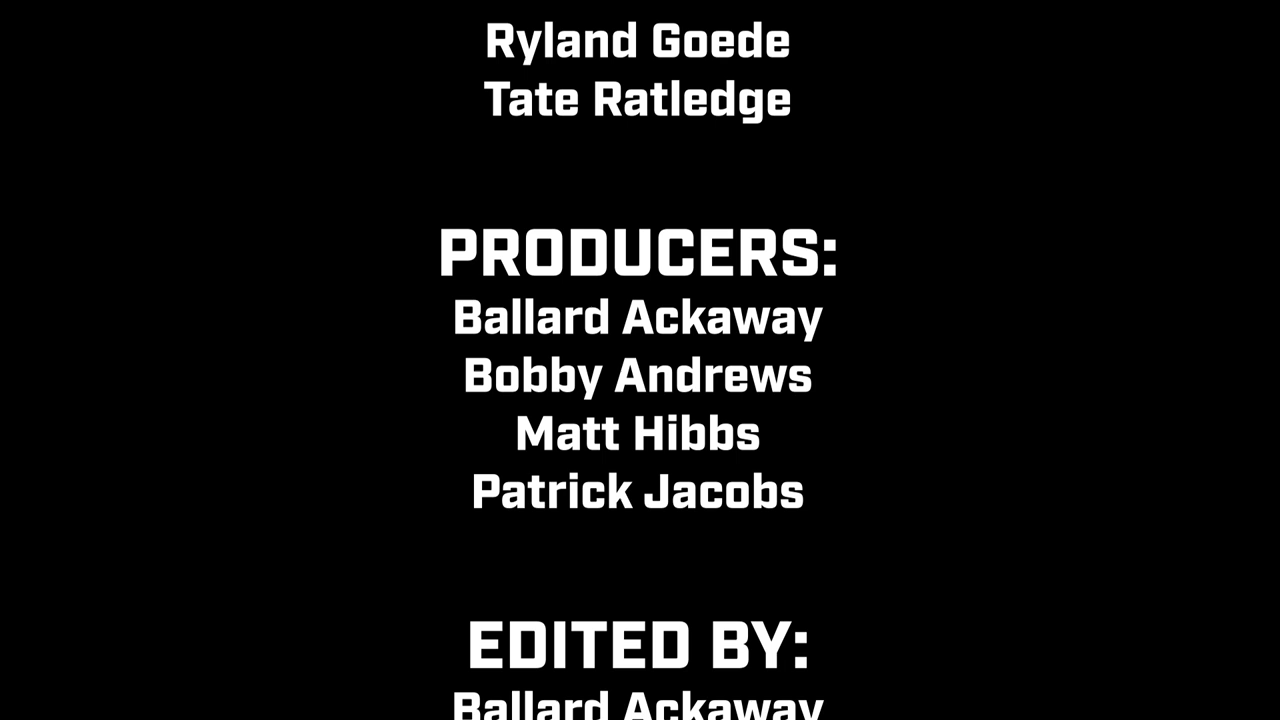 Ryland Goede
Tate Ratledge
PRODUCERS:
Ballard Ackaway
Bobby Andrews
Matt Hibbs
Patrick Jacobs
EDITED BY:
Ballard Ackaway